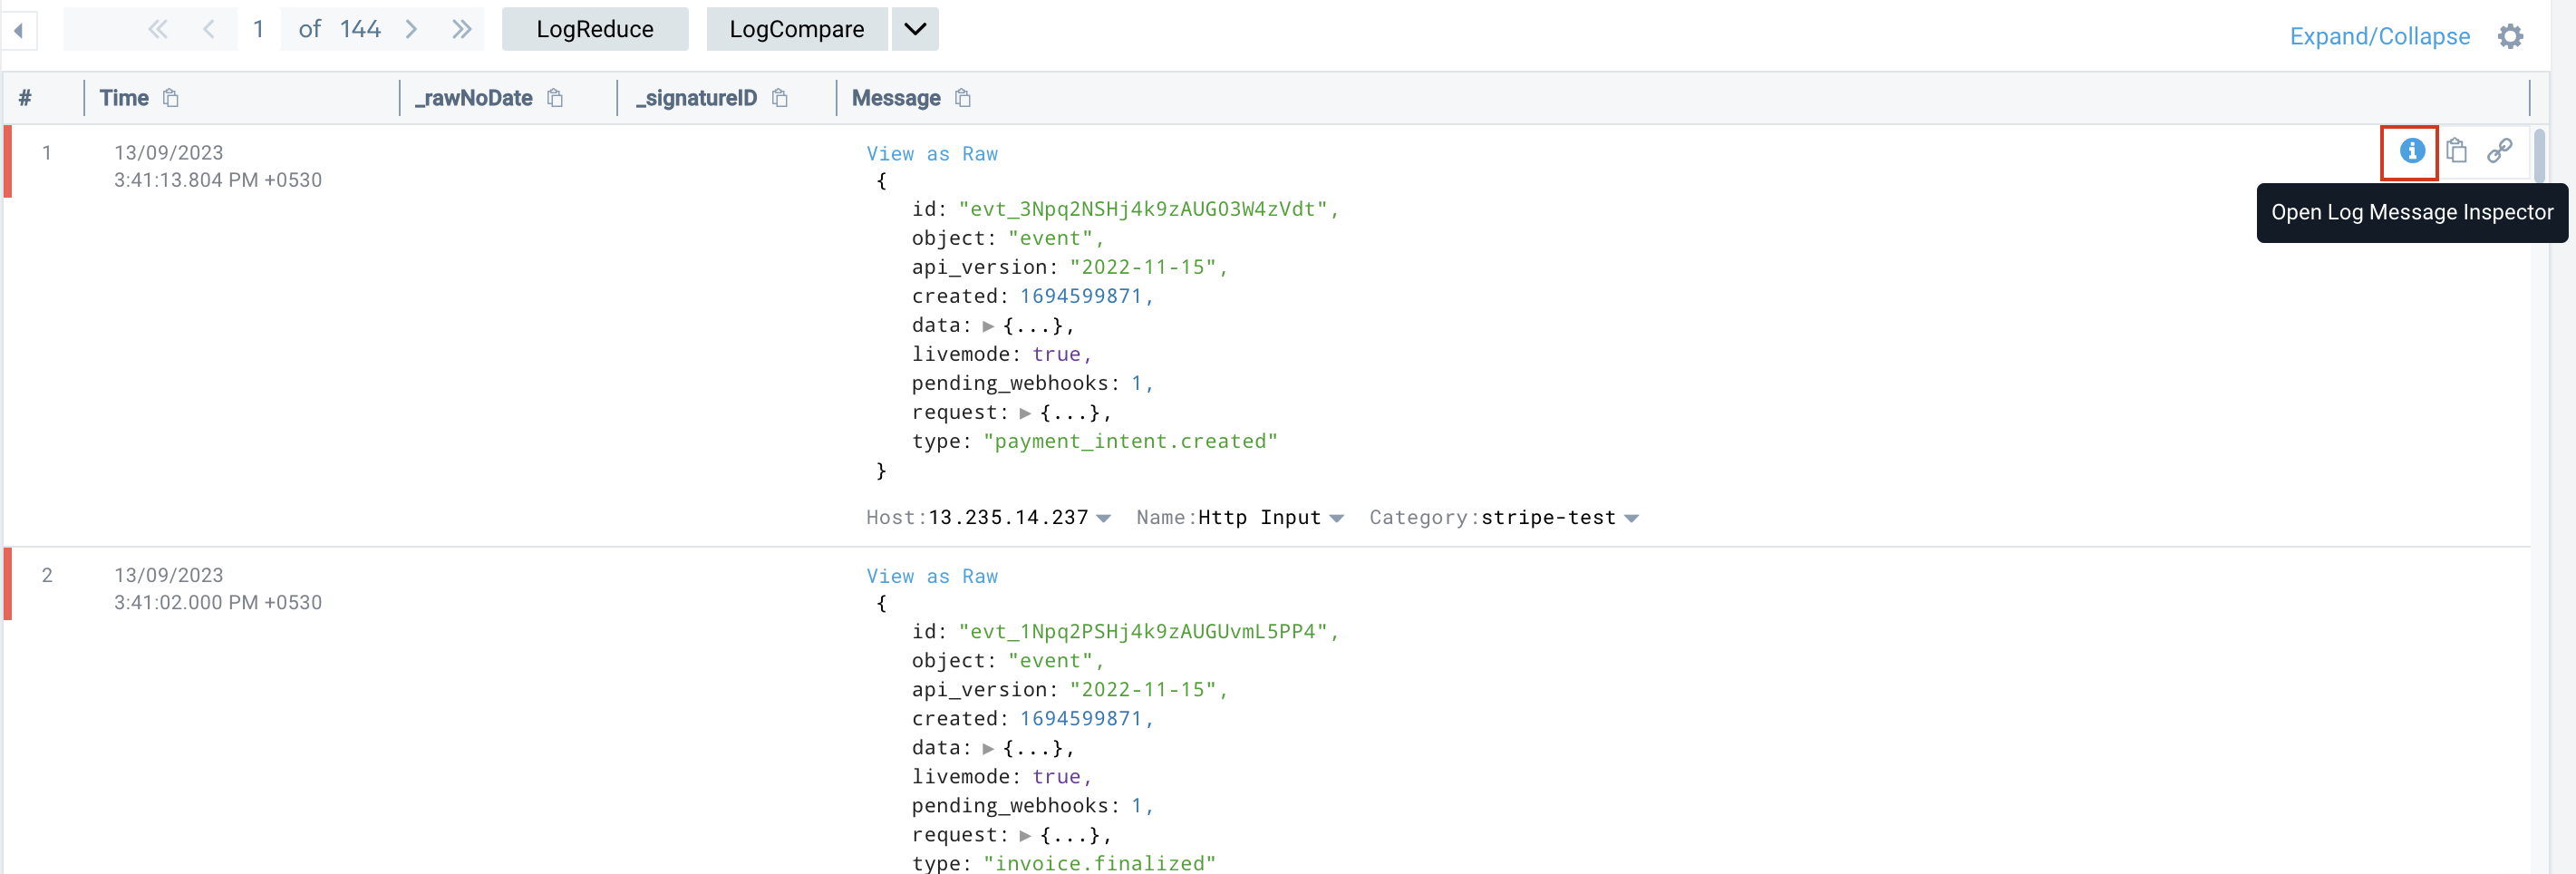 1 of 144 LogReduce LogCompare Expand/Collapse
# Time _rawNoDate _signatureID Message
1 13/09/2023 View as Raw
3:41:13.804 PM +0530 {
Open Log Message Inspector
id: "evt_3Npq2NSHj4k9zAUG03W4zVdt",
object: "event",
api_version: "2022-11-15",
created: 1694599871,
data: {...},
livemode: true,
pending_webhooks: 1,
request: {...},
type: "payment_intent.created"
}
Host:13.235.14.237 Name:Http Input Category:stripe-test
2 13/09/2023 View as Raw
3:41:02.000 PM +0530 {
id: "evt_1Npq2PSHj4k9zAUGUvmL5PP4",
object: "event",
api_version: "2022-11-15",
created: 1694599871,
data: {...},
livemode: true,
pending_webhooks: 1,
request: {...},
type: "invoice.finalized"